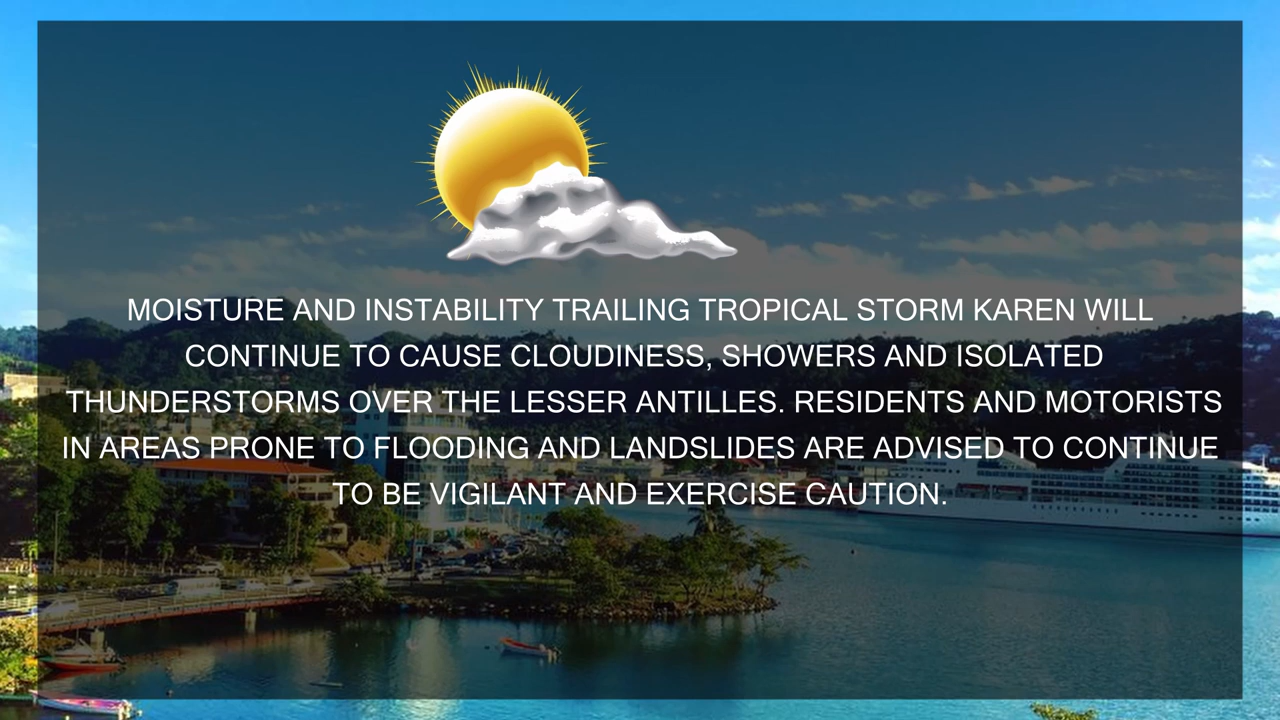 MOISTURE AND INSTABILITY TRAILING TROPICAL STORM KAREN WILL
CONTINUE TO CAUSE CLOUDINESS, SHOWERS AND ISOLATED
THUNDERSTORMS OVER THE LESSER ANTILLES. RESIDENTS AND MOTORISTS
IN AREAS PRONE TO FLOODING AND LANDSLIDES ARE ADVISED TO CONTINUE
TO BE VIGILANT AND EXERCISE CAUTION.